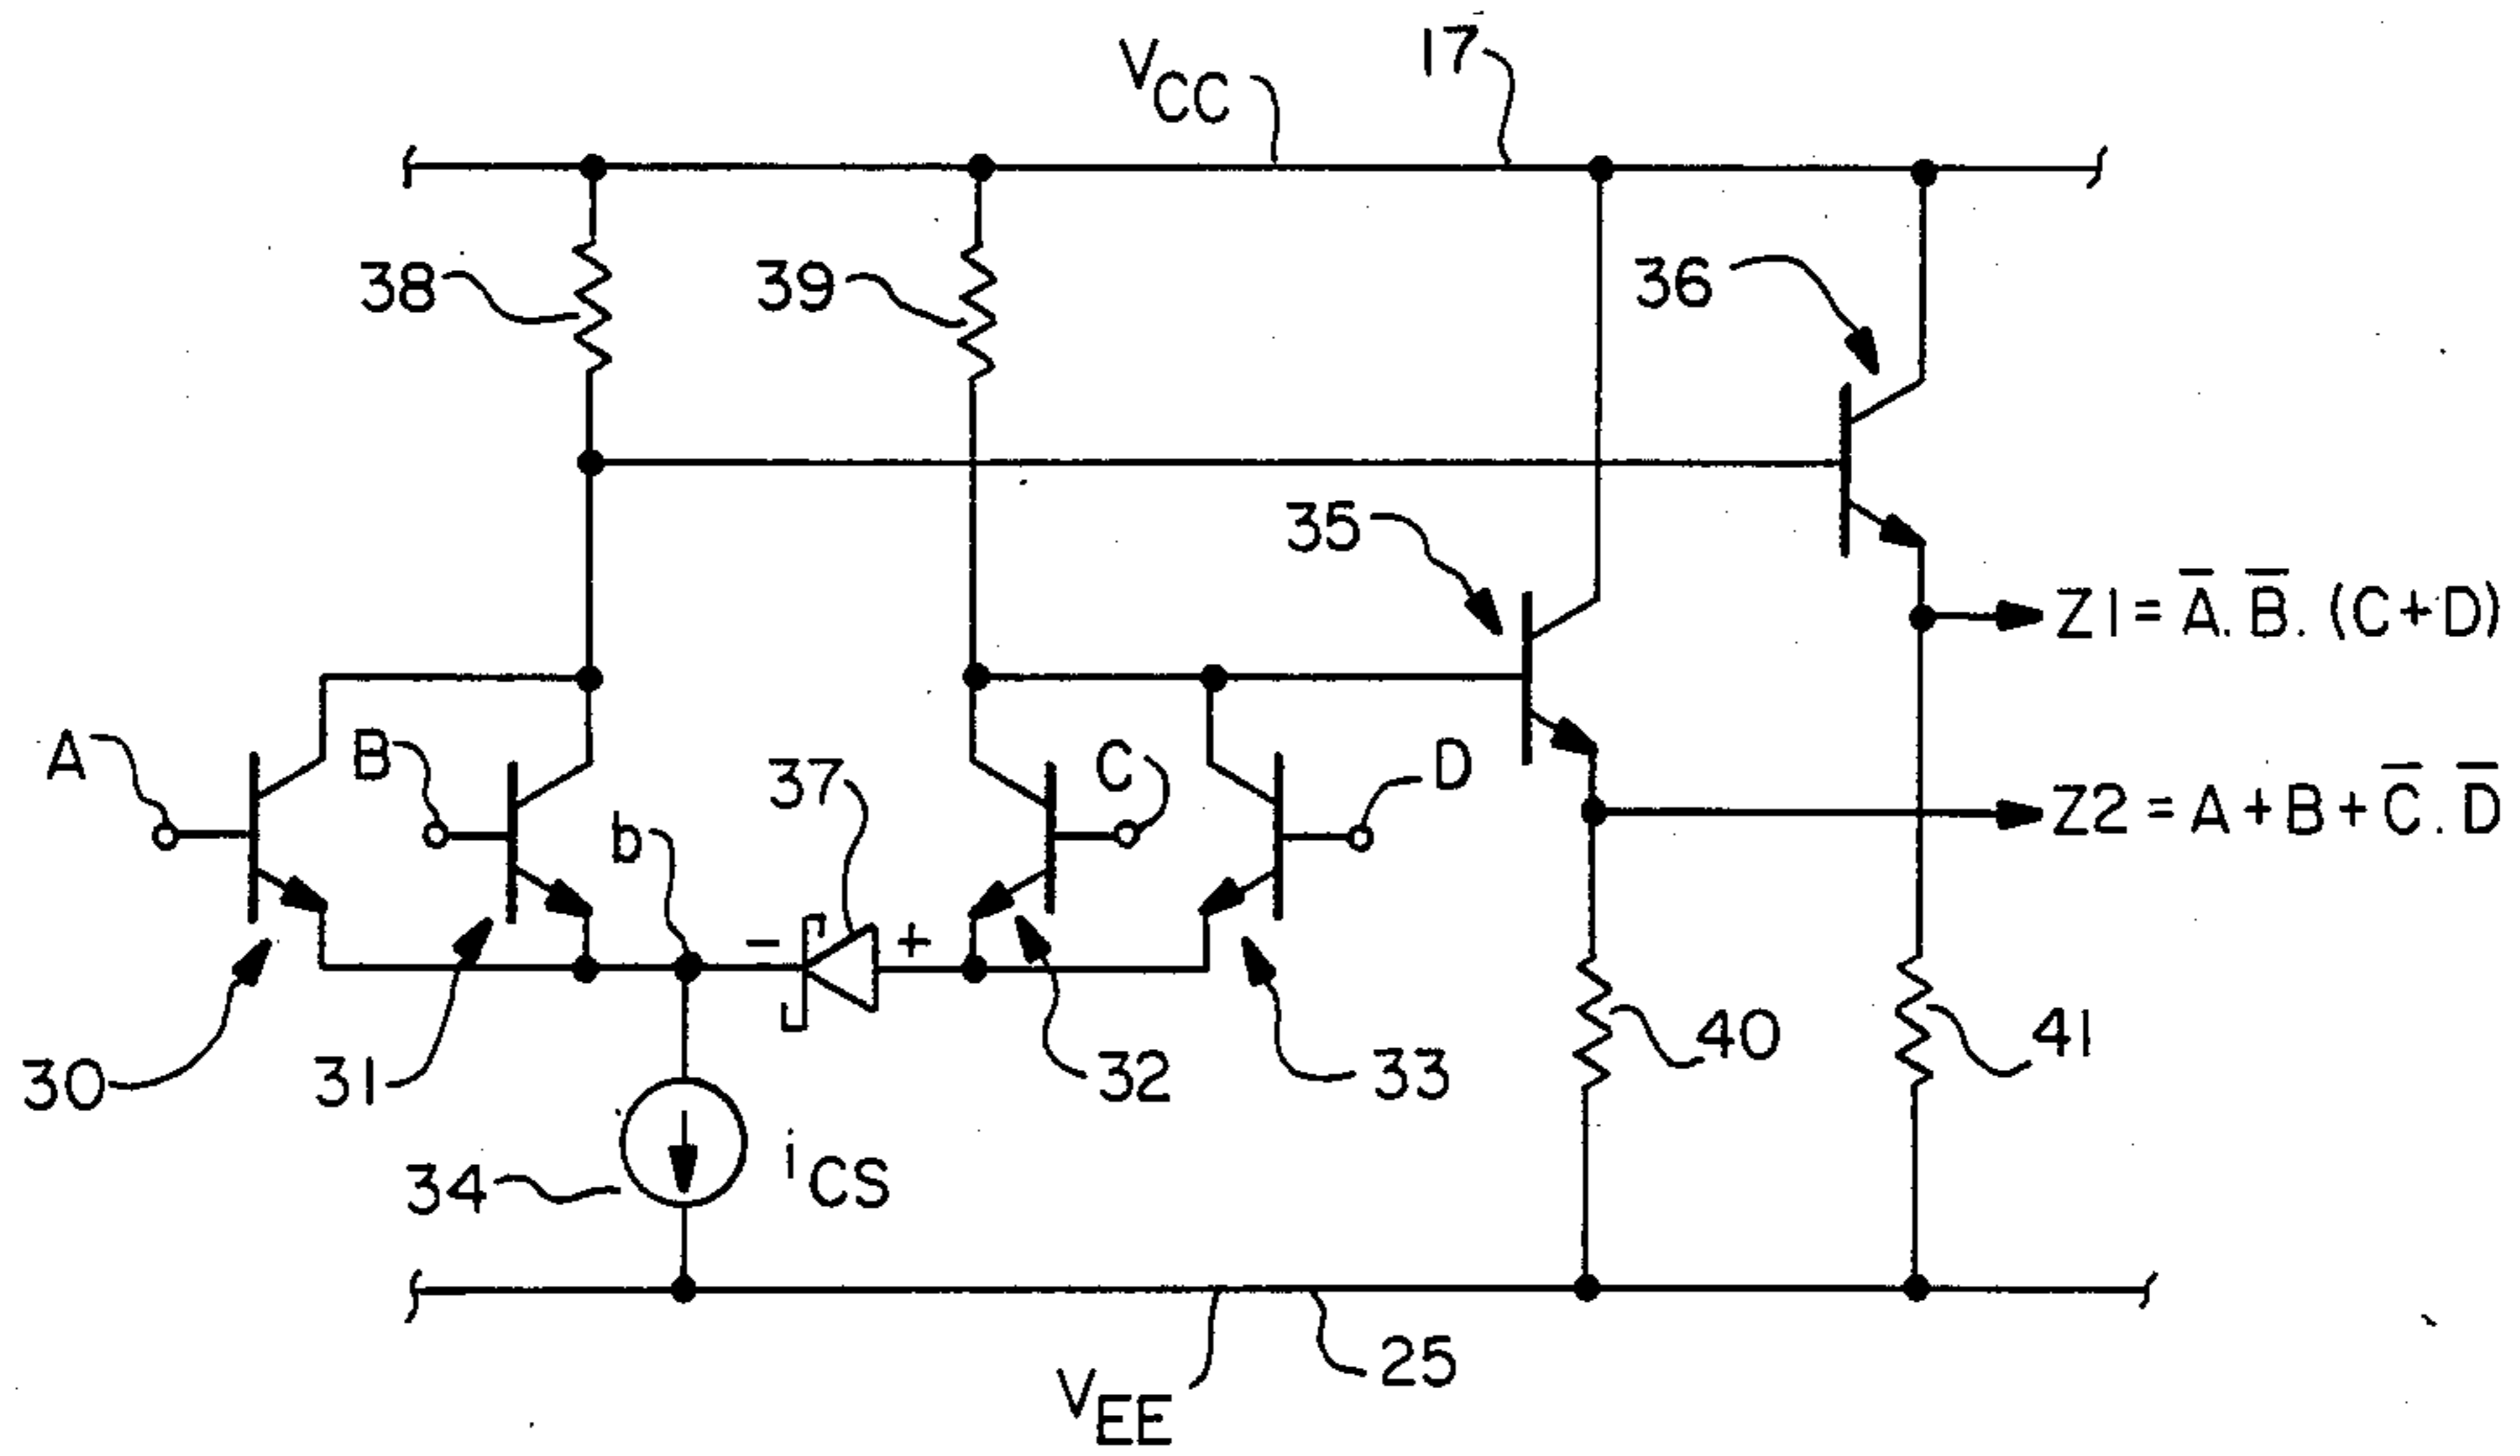 V_CC
17
38
39
36
35
Z1 = A̅.B̅.(C+D)
A
B
b
37
C
D
Z2 = A+B+C̅.D̅
-
+
30
31
32
33
40
41
34
i_CS
V_EE
25